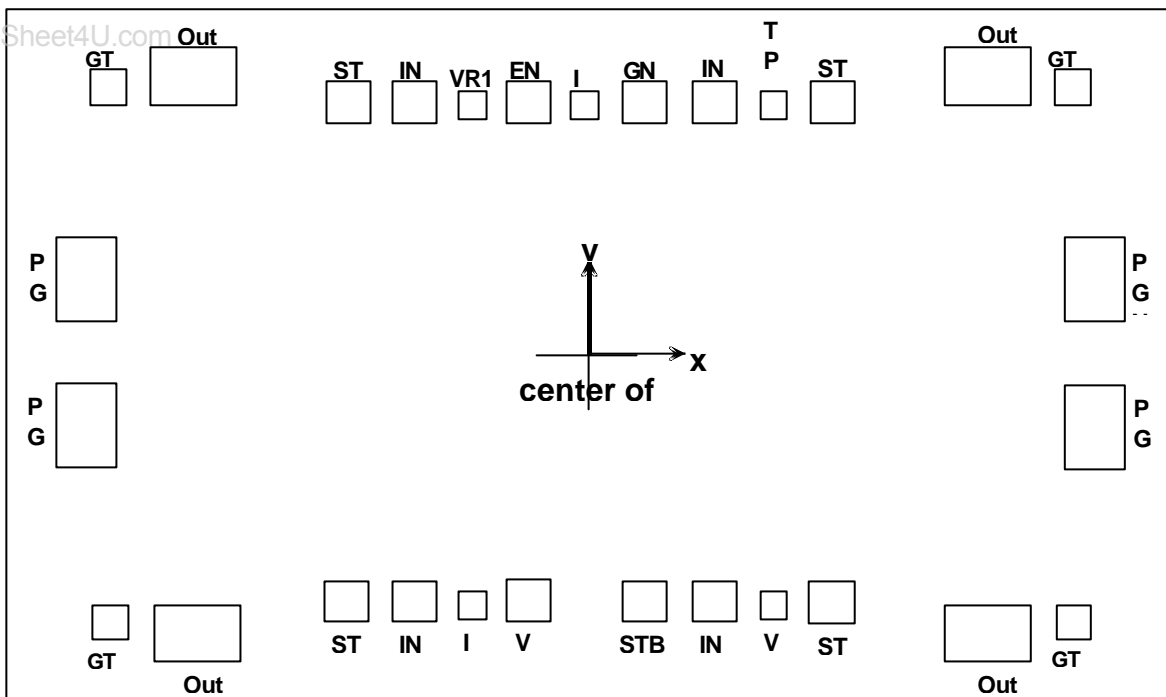 Sheet4U.com
Out
GT
ST
IN
VR1
EN
I
GN
IN
T
P
ST
Out
GT
P
G
P
G
V
x
center of
P
G
P
G
ST
IN
I
V
STB
IN
V
ST
GT
Out
Out
GT